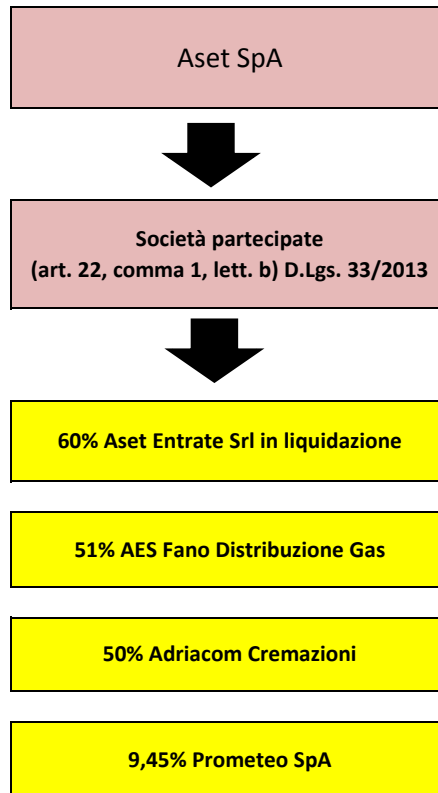 Aset SpA
Società partecipate
(art. 22, comma 1, lett. b) D.Lgs. 33/2013
60% Aset Entrate Srl in liquidazione
51% AES Fano Distribuzione Gas
50% Adriacom Cremazioni
9,45% Prometeo SpA